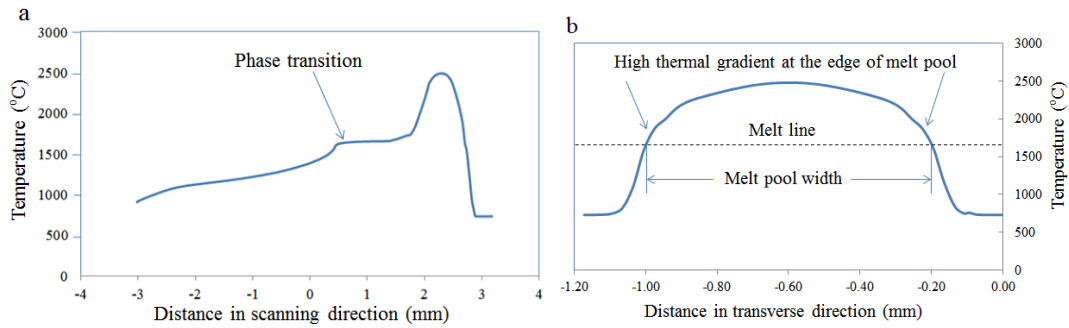 a
3000
2500
2000
1500
1000
500
0
Temperature (°C)
Phase transition
-4 -3 -2 -1 0 1 2 3 4
Distance in scanning direction (mm)
b
High thermal gradient at the edge of melt pool
Melt line
Melt pool width
3000
2500
2000
1500
1000
500
0
Temperature (°C)
-1.20 -1.00 -0.80 -0.60 -0.40 -0.20 0.00
Distance in transverse direction (mm)